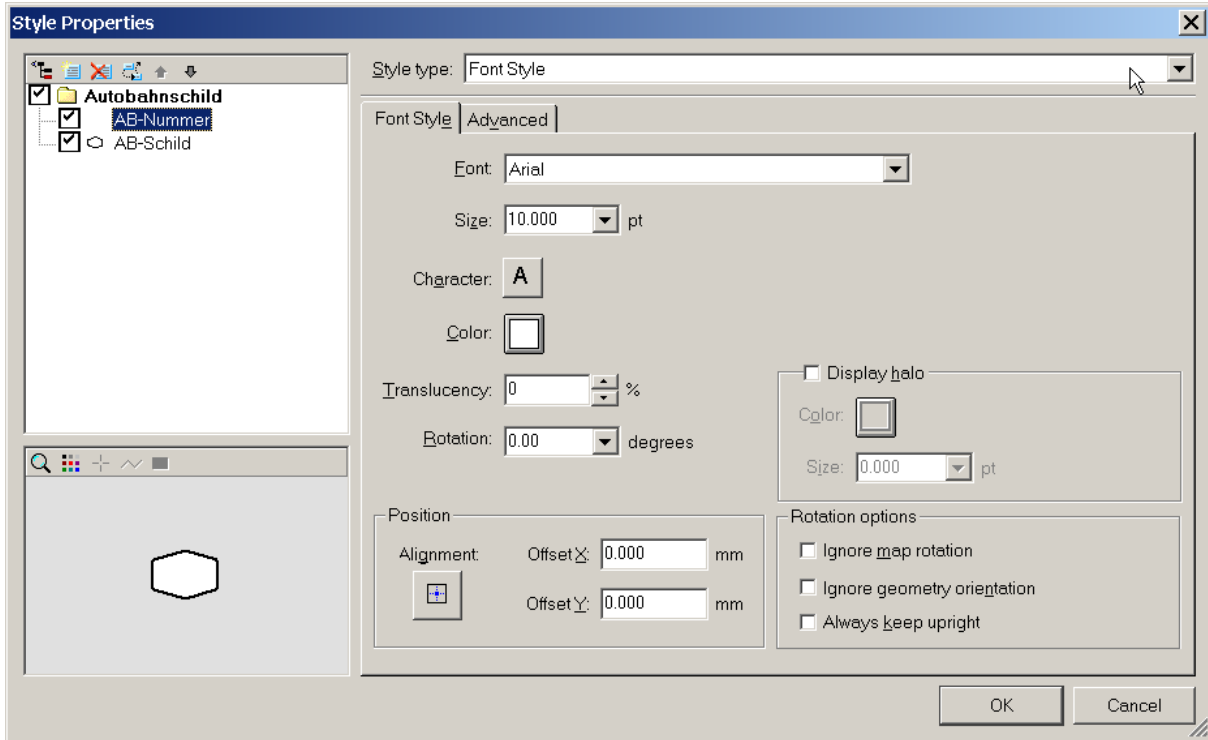 Style Properties
Style type: Font Style
Autobahnschild
AB-Nummer
AB-Schild
Font Style Advanced
Font: Arial
Size: 10.000 pt
Character: A
Color:
Translucency: 0 %
Rotation: 0.00 degrees
Display halo
Color:
Size: 0.000 pt
Position
Alignment: Offset X: 0.000 mm
Offset Y: 0.000 mm
Rotation options
Ignore map rotation
Ignore geometry orientation
Always keep upright
OK Cancel